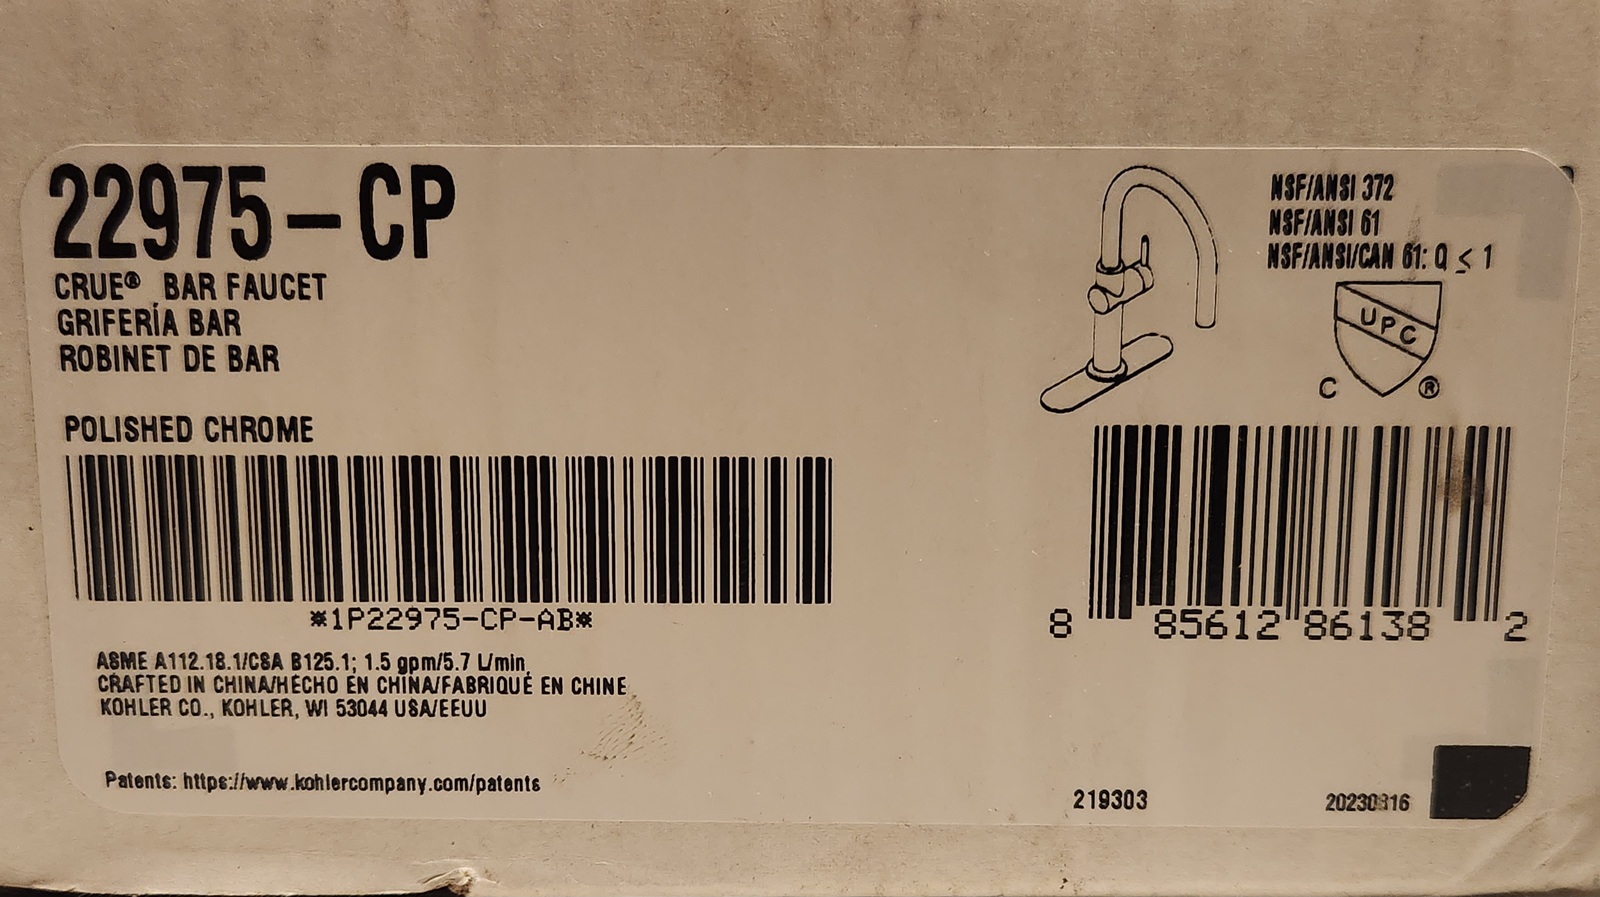 22975-CP
CRUE® BAR FAUCET
GRIFERÍA BAR
ROBINET DE BAR
POLISHED CHROME
*1P22975-CP-AB*
ASME A112.18.1/CSA B125.1; 1.5 gpm/5.7 L/min
CRAFTED IN CHINA/HECHO EN CHINA/FABRIQUÉ EN CHINE
KOHLER CO., KOHLER, WI 53044 USA/EEUU
Patents: https://www.kohlercompany.com/patents
NSF/ANSI 372
NSF/ANSI 61
NSF/ANSI/CAN 61: Q ≤ 1
UPC
C ®
8 85612 86138 2
219303
20230816